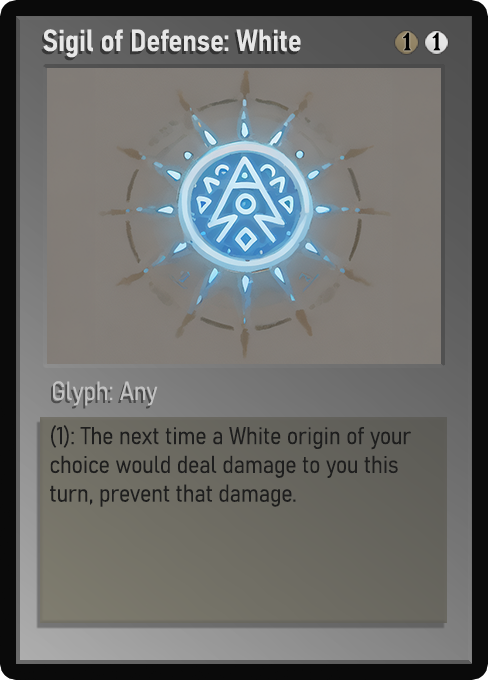 Sigil of Defense: White 1 1
Glyph: Any
(1): The next time a White origin of your
choice would deal damage to you this
turn, prevent that damage.